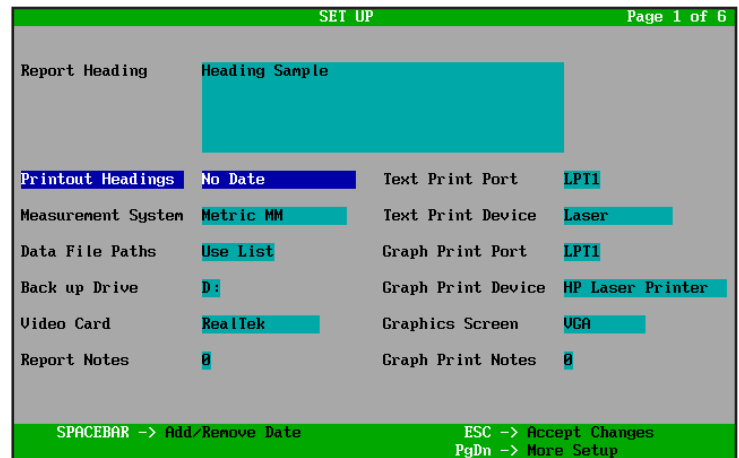 SET UP Page 1 of 6
Report Heading Heading Sample
Printout Headings No Date Text Print Port LPT1
Measurement System Metric MM Text Print Device Laser
Data File Paths Use List Graph Print Port LPT1
Back up Drive D: Graph Print Device HP Laser Printer
Video Card RealTek Graphics Screen VGA
Report Notes 0 Graph Print Notes 0
SPACEBAR -> Add/Remove Date ESC -> Accept Changes
PgDn -> More Setup